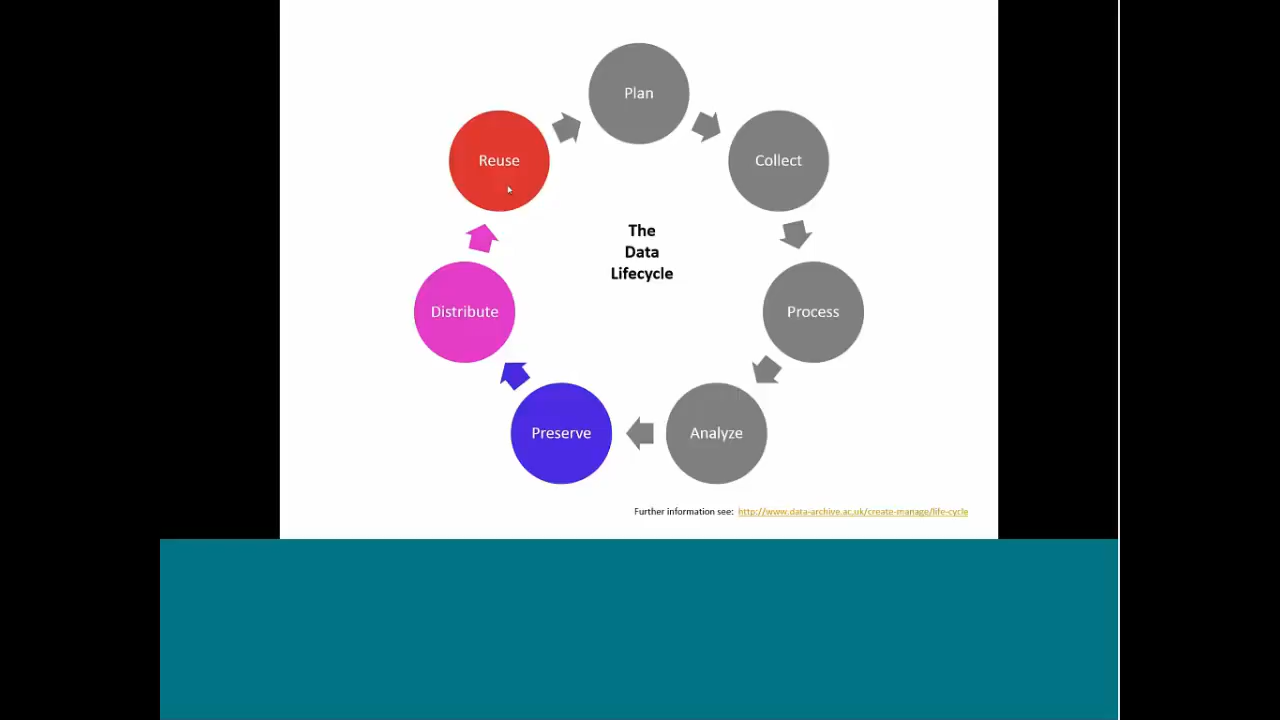 Plan
Reuse
Collect
The
Data
Lifecycle
Distribute
Process
Preserve
Analyze
Further information see: http://www.data-archive.ac.uk/create-manage/life-cycle